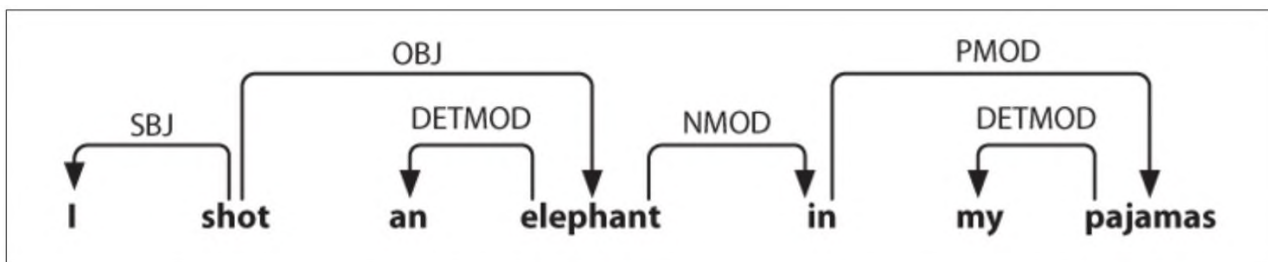 OBJ PMOD
SBJ DETMOD NMOD DETMOD
I shot an elephant in my pajamas